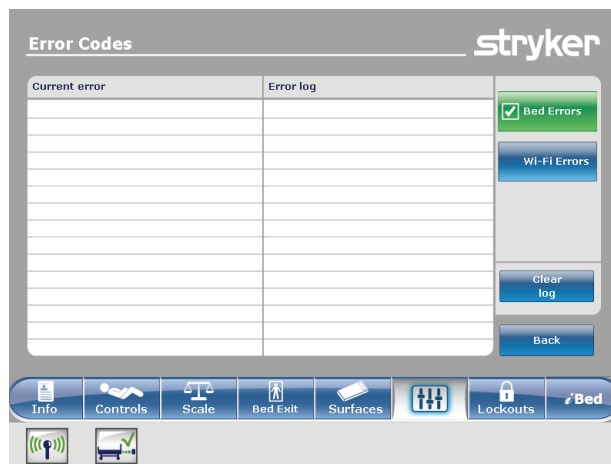 Error Codes
stryker
Current error
Error log
Bed Errors
Wi-Fi Errors
Clear
log
Back
Info
Controls
Scale
Bed Exit
Surfaces
Lockouts
iBed